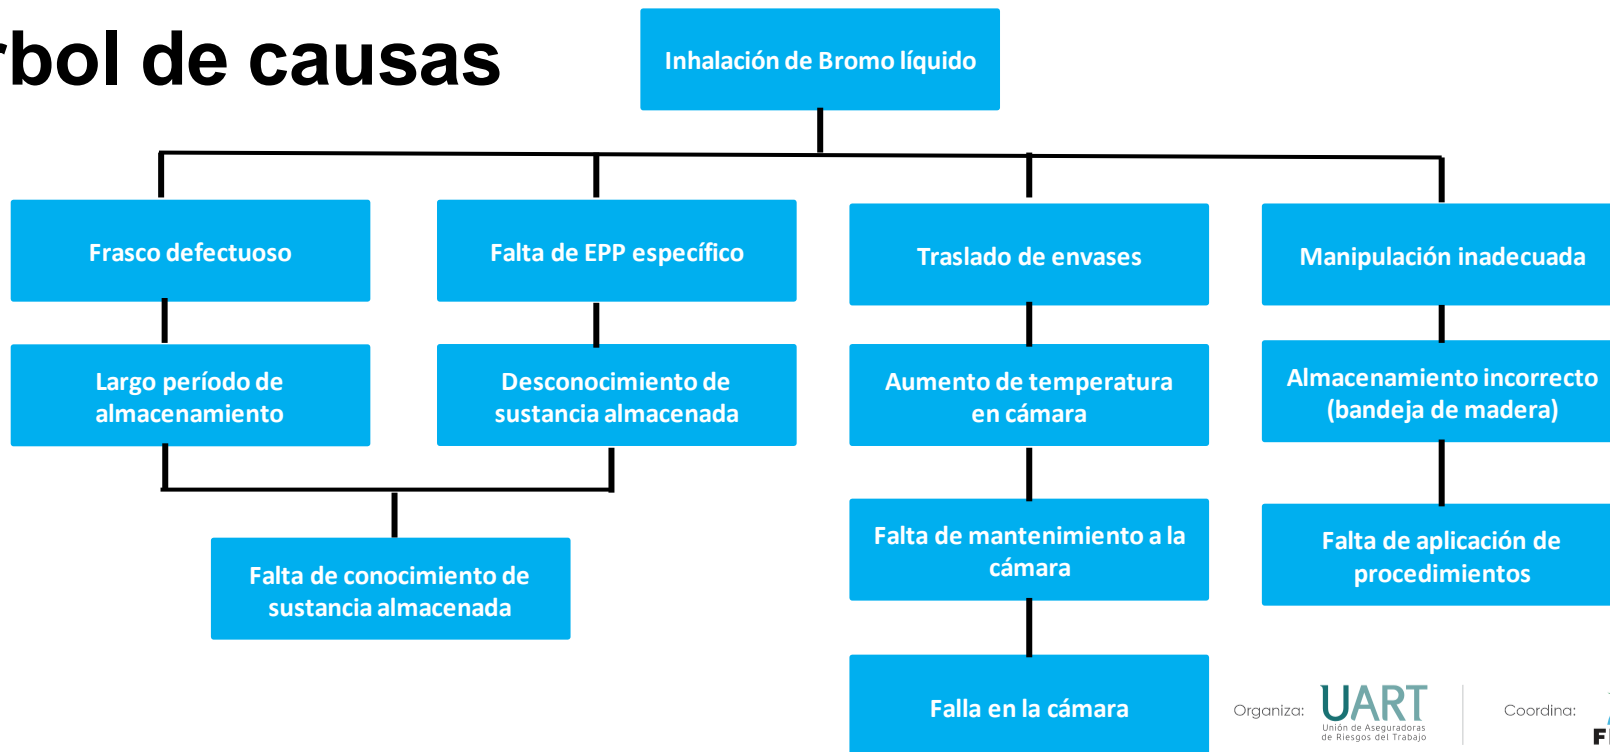 rbol de causas
Inhalación de Bromo líquido
Frasco defectuoso
Falta de EPP específico
Traslado de envases
Manipulación inadecuada
Largo período de
almacenamiento
Desconocimiento de
sustancia almacenada
Aumento de temperatura
en cámara
Almacenamiento incorrecto
(bandeja de madera)
Falta de conocimiento de
sustancia almacenada
Falta de mantenimiento a la
cámara
Falta de aplicación de
procedimientos
Falla en la cámara
Organiza:
UART
Unión de Aseguradoras
de Riesgos del Trabajo
Coordina:
F